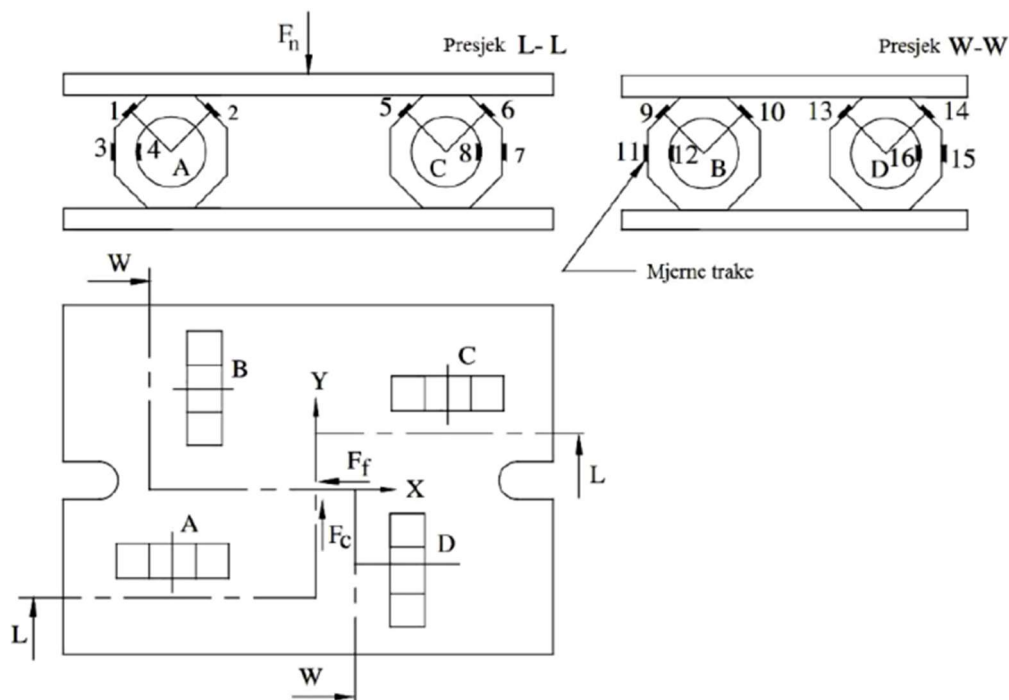 Fn
Presjek L-L
Presjek W-W
1 2 5 6 9 10 13 14
3 4 8 7 11 12 16 15
A C B D
Mjerne trake
W
B C
Y
Ff
X L
A Fc D
L
W